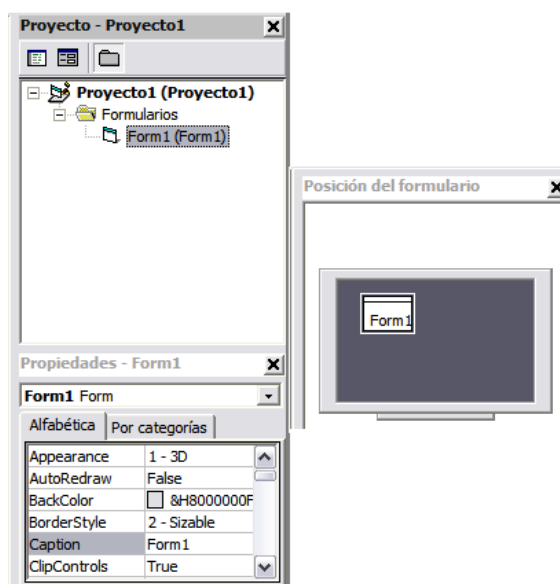 Proyecto - Proyecto1
Proyecto1 (Proyecto1)
Formularios
Form1 (Form1)
Posición del formulario
Form1
Propiedades - Form1
Form1 Form
Alfabética Por categorías
Appearance 1 - 3D
AutoRedraw False
BackColor &H8000000F
BorderStyle 2 - Sizable
Caption Form1
ClipControls True